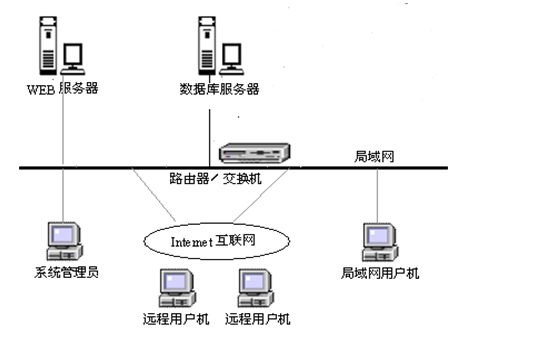 WEB 服务器
数据库服务器
局域网
路由器／交换机
Internet 互联网
系统管理员
局域网用户机
远程用户机
远程用户机